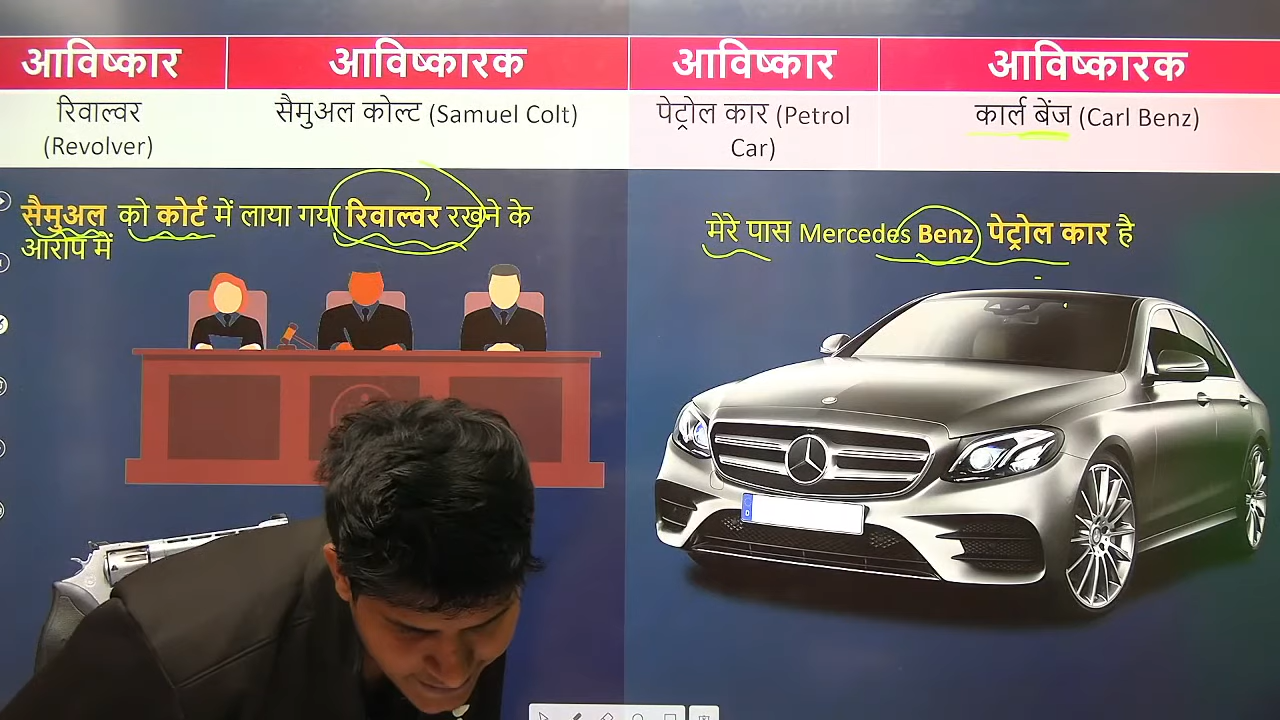 आविष्कार
आविष्कारक
आविष्कार
आविष्कारक
रिवाल्वर
(Revolver)
सैमुअल कोल्ट (Samuel Colt)
पेट्रोल कार (Petrol
Car)
कार्ल बेंज (Carl Benz)
सैमुअल को कोर्ट में लाया गया रिवाल्वर रखने के
आरोप में
मेरे पास Mercedes Benz पेट्रोल कार है